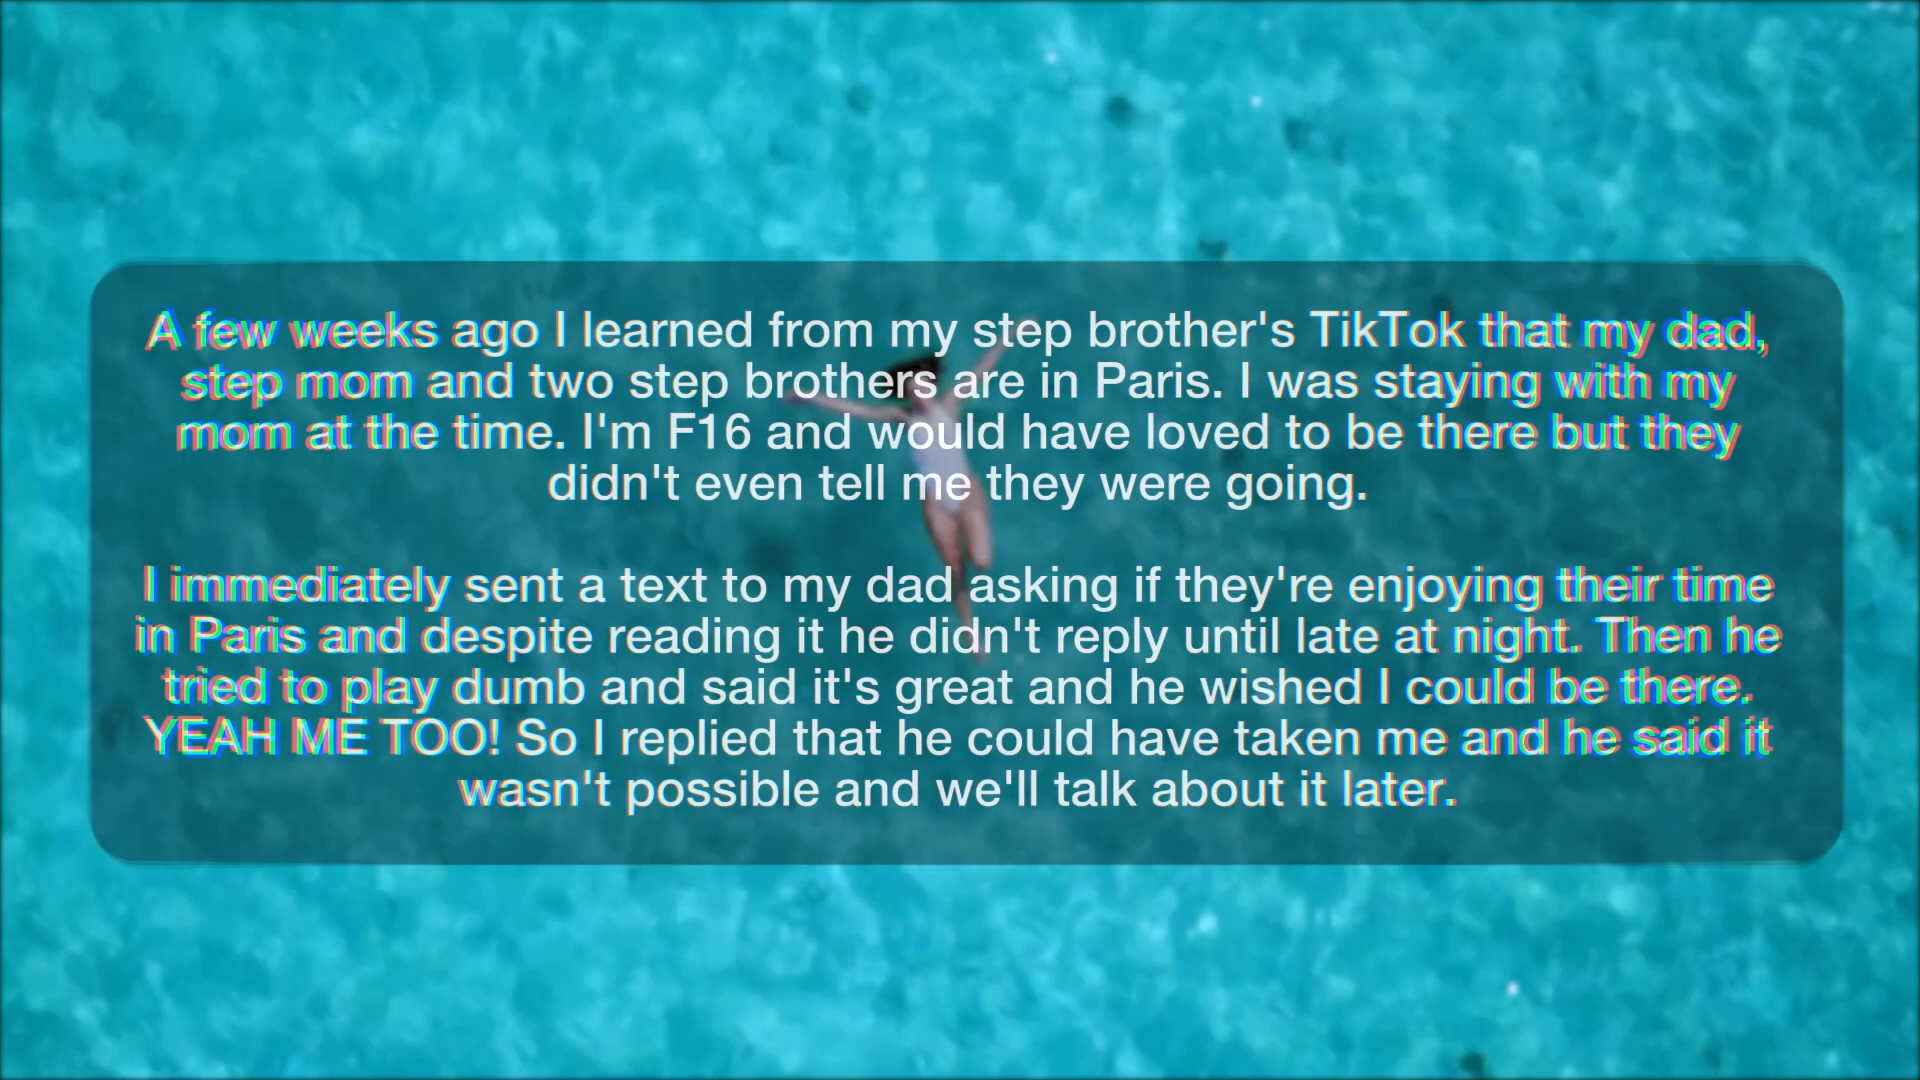 A few weeks ago I learned from my step brother's TikTok that my dad,
step mom and two step brothers are in Paris. I was staying with my
mom at the time. I'm F16 and would have loved to be there but they
didn't even tell me they were going.
I immediately sent a text to my dad asking if they're enjoying their time
in Paris and despite reading it he didn't reply until late at night. Then he
tried to play dumb and said it's great and he wished I could be there.
YEAH ME TOO! So I replied that he could have taken me and he said it
wasn't possible and we'll talk about it later.